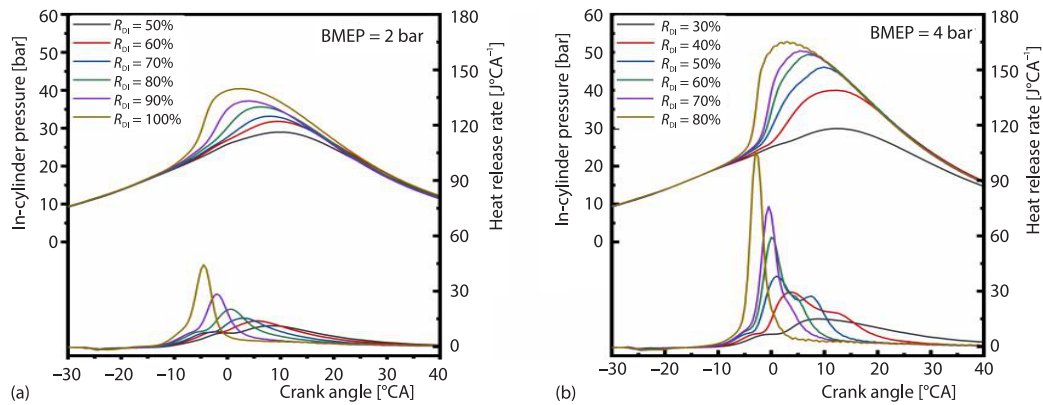 In-cylinder pressure [bar]
60
50
40
30
20
10
0
R_DI = 50%
R_DI = 60%
R_DI = 70%
R_DI = 80%
R_DI = 90%
R_DI = 100%
BMEP = 2 bar
180
150
120
90
60
30
0
Heat release rate [J°CA⁻¹]
−30 −20 −10 0 10 20 30 40
(a)
Crank angle [°CA]
In-cylinder pressure [bar]
60
50
40
30
20
10
0
R_DI = 30%
R_DI = 40%
R_DI = 50%
R_DI = 60%
R_DI = 70%
R_DI = 80%
BMEP = 4 bar
180
150
120
90
60
30
0
Heat release rate [J°CA⁻¹]
−30 −20 −10 0 10 20 30 40
(b)
Crank angle [°CA]